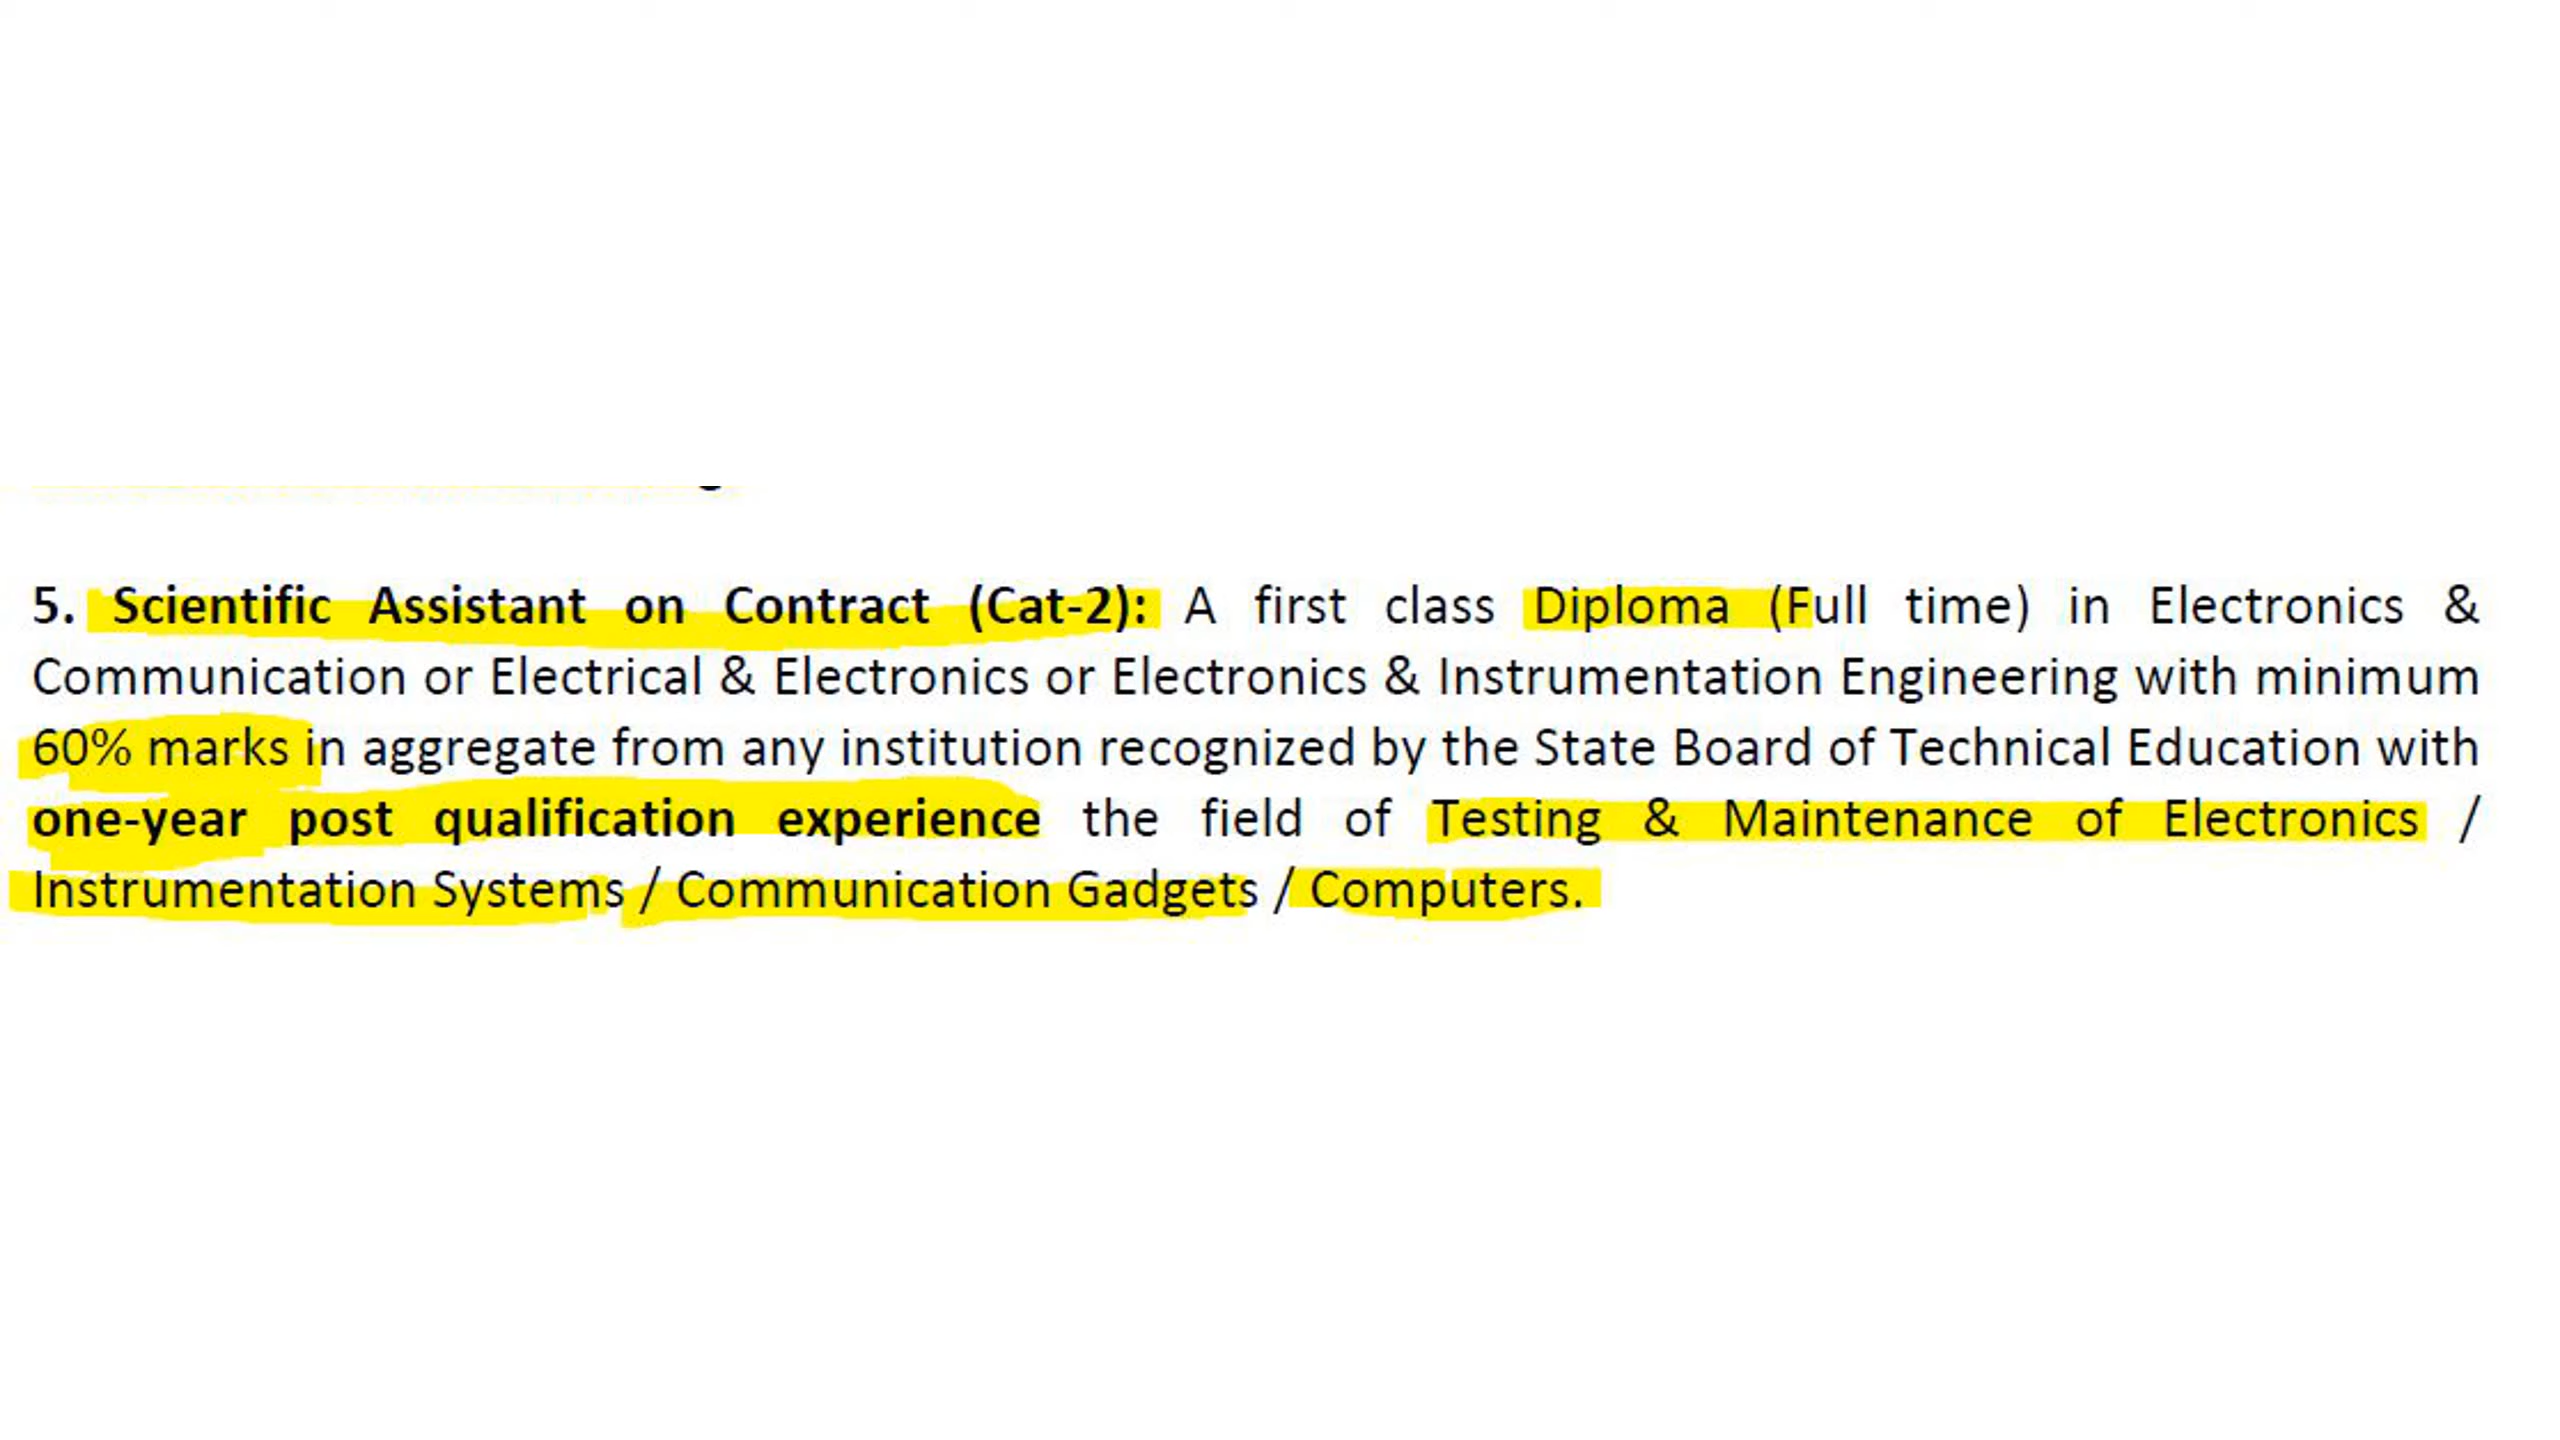 5. Scientific Assistant on Contract (Cat-2): A first class Diploma (Full time) in Electronics &
Communication or Electrical & Electronics or Electronics & Instrumentation Engineering with minimum
60% marks in aggregate from any institution recognized by the State Board of Technical Education with
one-year post qualification experience the field of Testing & Maintenance of Electronics /
Instrumentation Systems / Communication Gadgets / Computers.